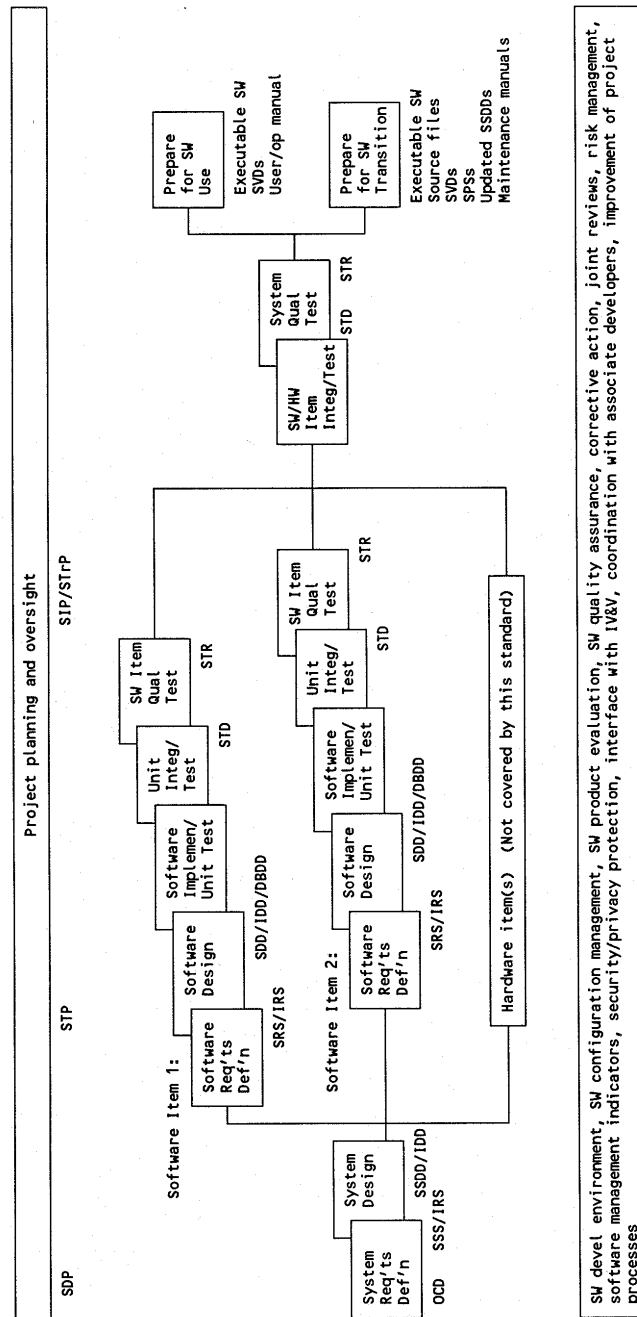 Project planning and oversight
SDP
STP
SIP/STrP
System
Req'ts
Def'n
OCD
System
Design
SSS/IRS
SSDD/IDD
Software Item 1:
Software
Req'ts
Def'n
Software
Design
SRS/IRS
Software
Implemen/
Unit Test
SDD/IDD/DBDD
Unit
Integ/
Test
STD
SW Item
Qual
Test
STR
Software Item 2:
Software
Req'ts
Def'n
Software
Design
SRS/IRS
Software
Implemen/
Unit Test
SDD/IDD/DBDD
Unit
Integ/
Test
STD
SW Item
Qual
Test
STR
Hardware item(s) (Not covered by this standard)
SW/HW
Item
Integ/Test
System
Qual
Test
STD
STR
Prepare
for SW
Use
Executable SW
SVDs
User/op manual
Prepare
for SW
Transition
Executable SW
Source files
SVDs
SPSs
Updated SSDDs
Maintenance manuals
SW devel environment, SW configuration management, SW product evaluation, SW quality assurance, corrective action, joint reviews, risk management,
software management indicators, security/privacy protection, interface with IV&V, coordination with associate developers, improvement of project
processes